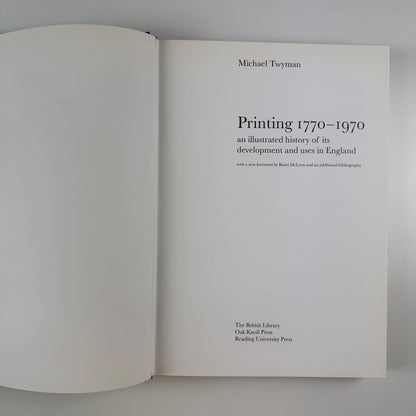 Michael Twyman
Printing 1770–1970
an illustrated history of its
development and uses in England
with a new foreword by Ruari McLean and an additional bibliography
The British Library
Oak Knoll Press
Reading University Press